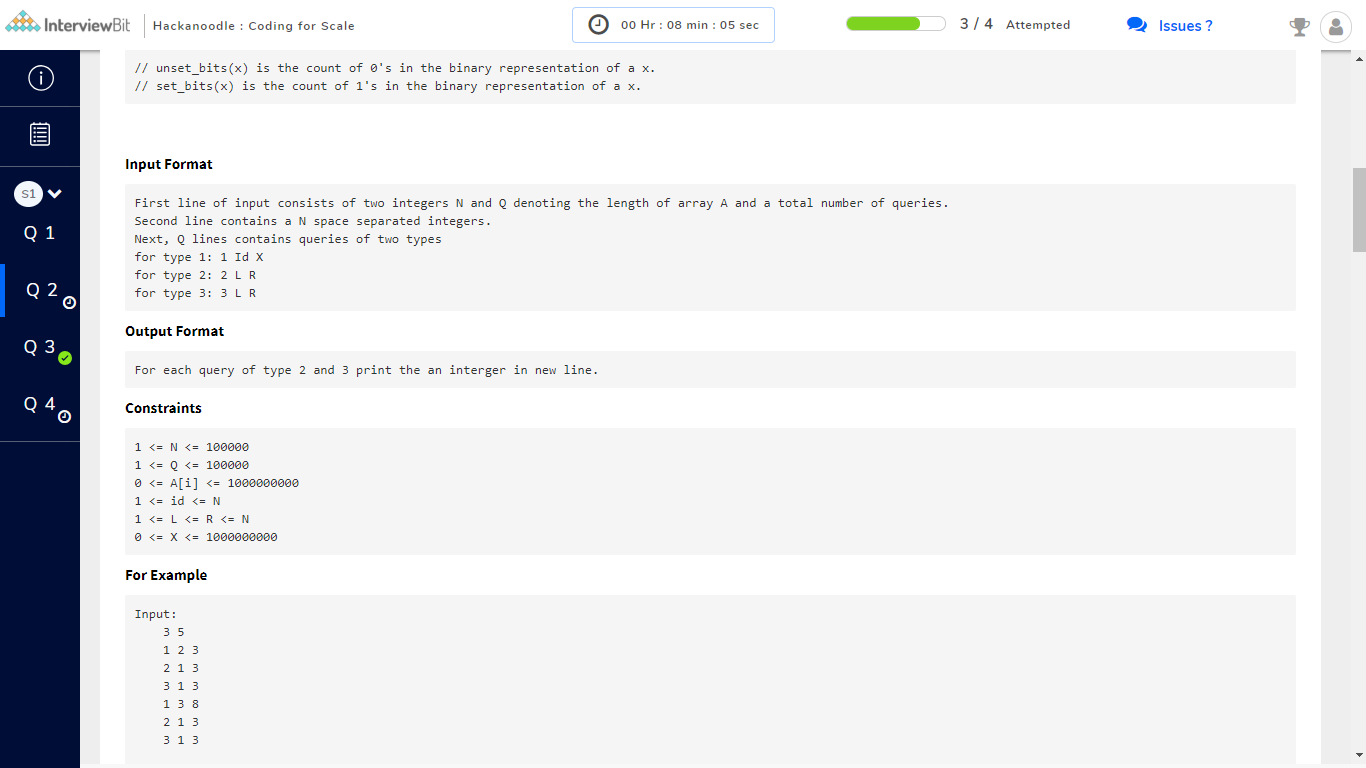 InterviewBit
Hackanoodle : Coding for Scale
00 Hr : 08 min : 05 sec
3 / 4 Attempted
Issues ?
S1
Q 1
Q 2
Q 3
Q 4
// unset_bits(x) is the count of 0's in the binary representation of a x.
// set_bits(x) is the count of 1's in the binary representation of a x.
Input Format
First line of input consists of two integers N and Q denoting the length of array A and a total number of queries.
Second line contains a N space separated integers.
Next, Q lines contains queries of two types
for type 1: 1 Id X
for type 2: 2 L R
for type 3: 3 L R
Output Format
For each query of type 2 and 3 print the an interger in new line.
Constraints
1 <= N <= 100000
1 <= Q <= 100000
0 <= A[i] <= 1000000000
1 <= id <= N
1 <= L <= R <= N
0 <= X <= 1000000000
For Example
Input:
3 5
1 2 3
2 1 3
3 1 3
1 3 8
2 1 3
3 1 3